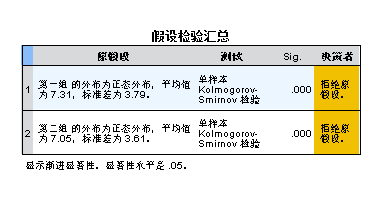 假设检验汇总
原假设 测试 Sig. 决策者
1 第一组 的分布为正态分布，平均值为 7.31，标准差为 3.79。 单样本 Kolmogorov-Smirnov 检验 .000 拒绝原假设。
2 第二组 的分布为正态分布，平均值为 7.05，标准差为 3.61。 单样本 Kolmogorov-Smirnov 检验 .000 拒绝原假设。
显示渐进显著性。显著性水平是 .05。